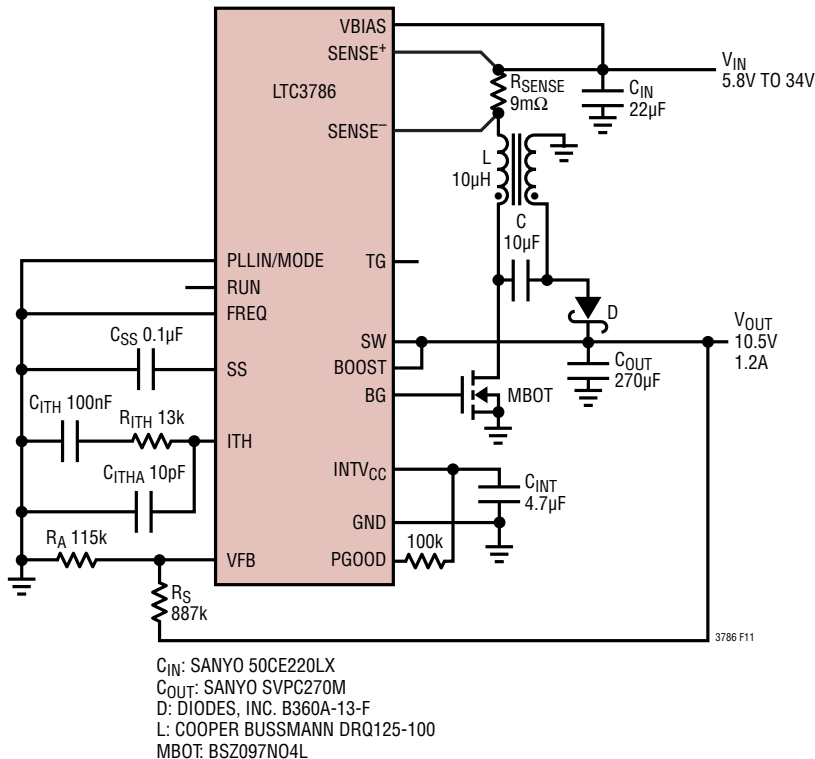 VBIAS
SENSE+
LTC3786
SENSE–
PLLIN/MODE
RUN
FREQ
SS
ITH
VFB
TG
SW
BOOST
BG
INTVCC
GND
PGOOD
RSENSE
9mΩ
CIN
22µF
VIN
5.8V TO 34V
L
10µH
C
10µF
D
VOUT
10.5V
1.2A
COUT
270µF
MBOT
CINT
4.7µF
100k
CSS 0.1µF
CITH 100nF
RITH 13k
CITHA 10pF
RA 115k
RS
887k
3786 F11
CIN: SANYO 50CE220LX
COUT: SANYO SVPC270M
D: DIODES, INC. B360A-13-F
L: COOPER BUSSMANN DRQ125-100
MBOT: BSZ097NO4L